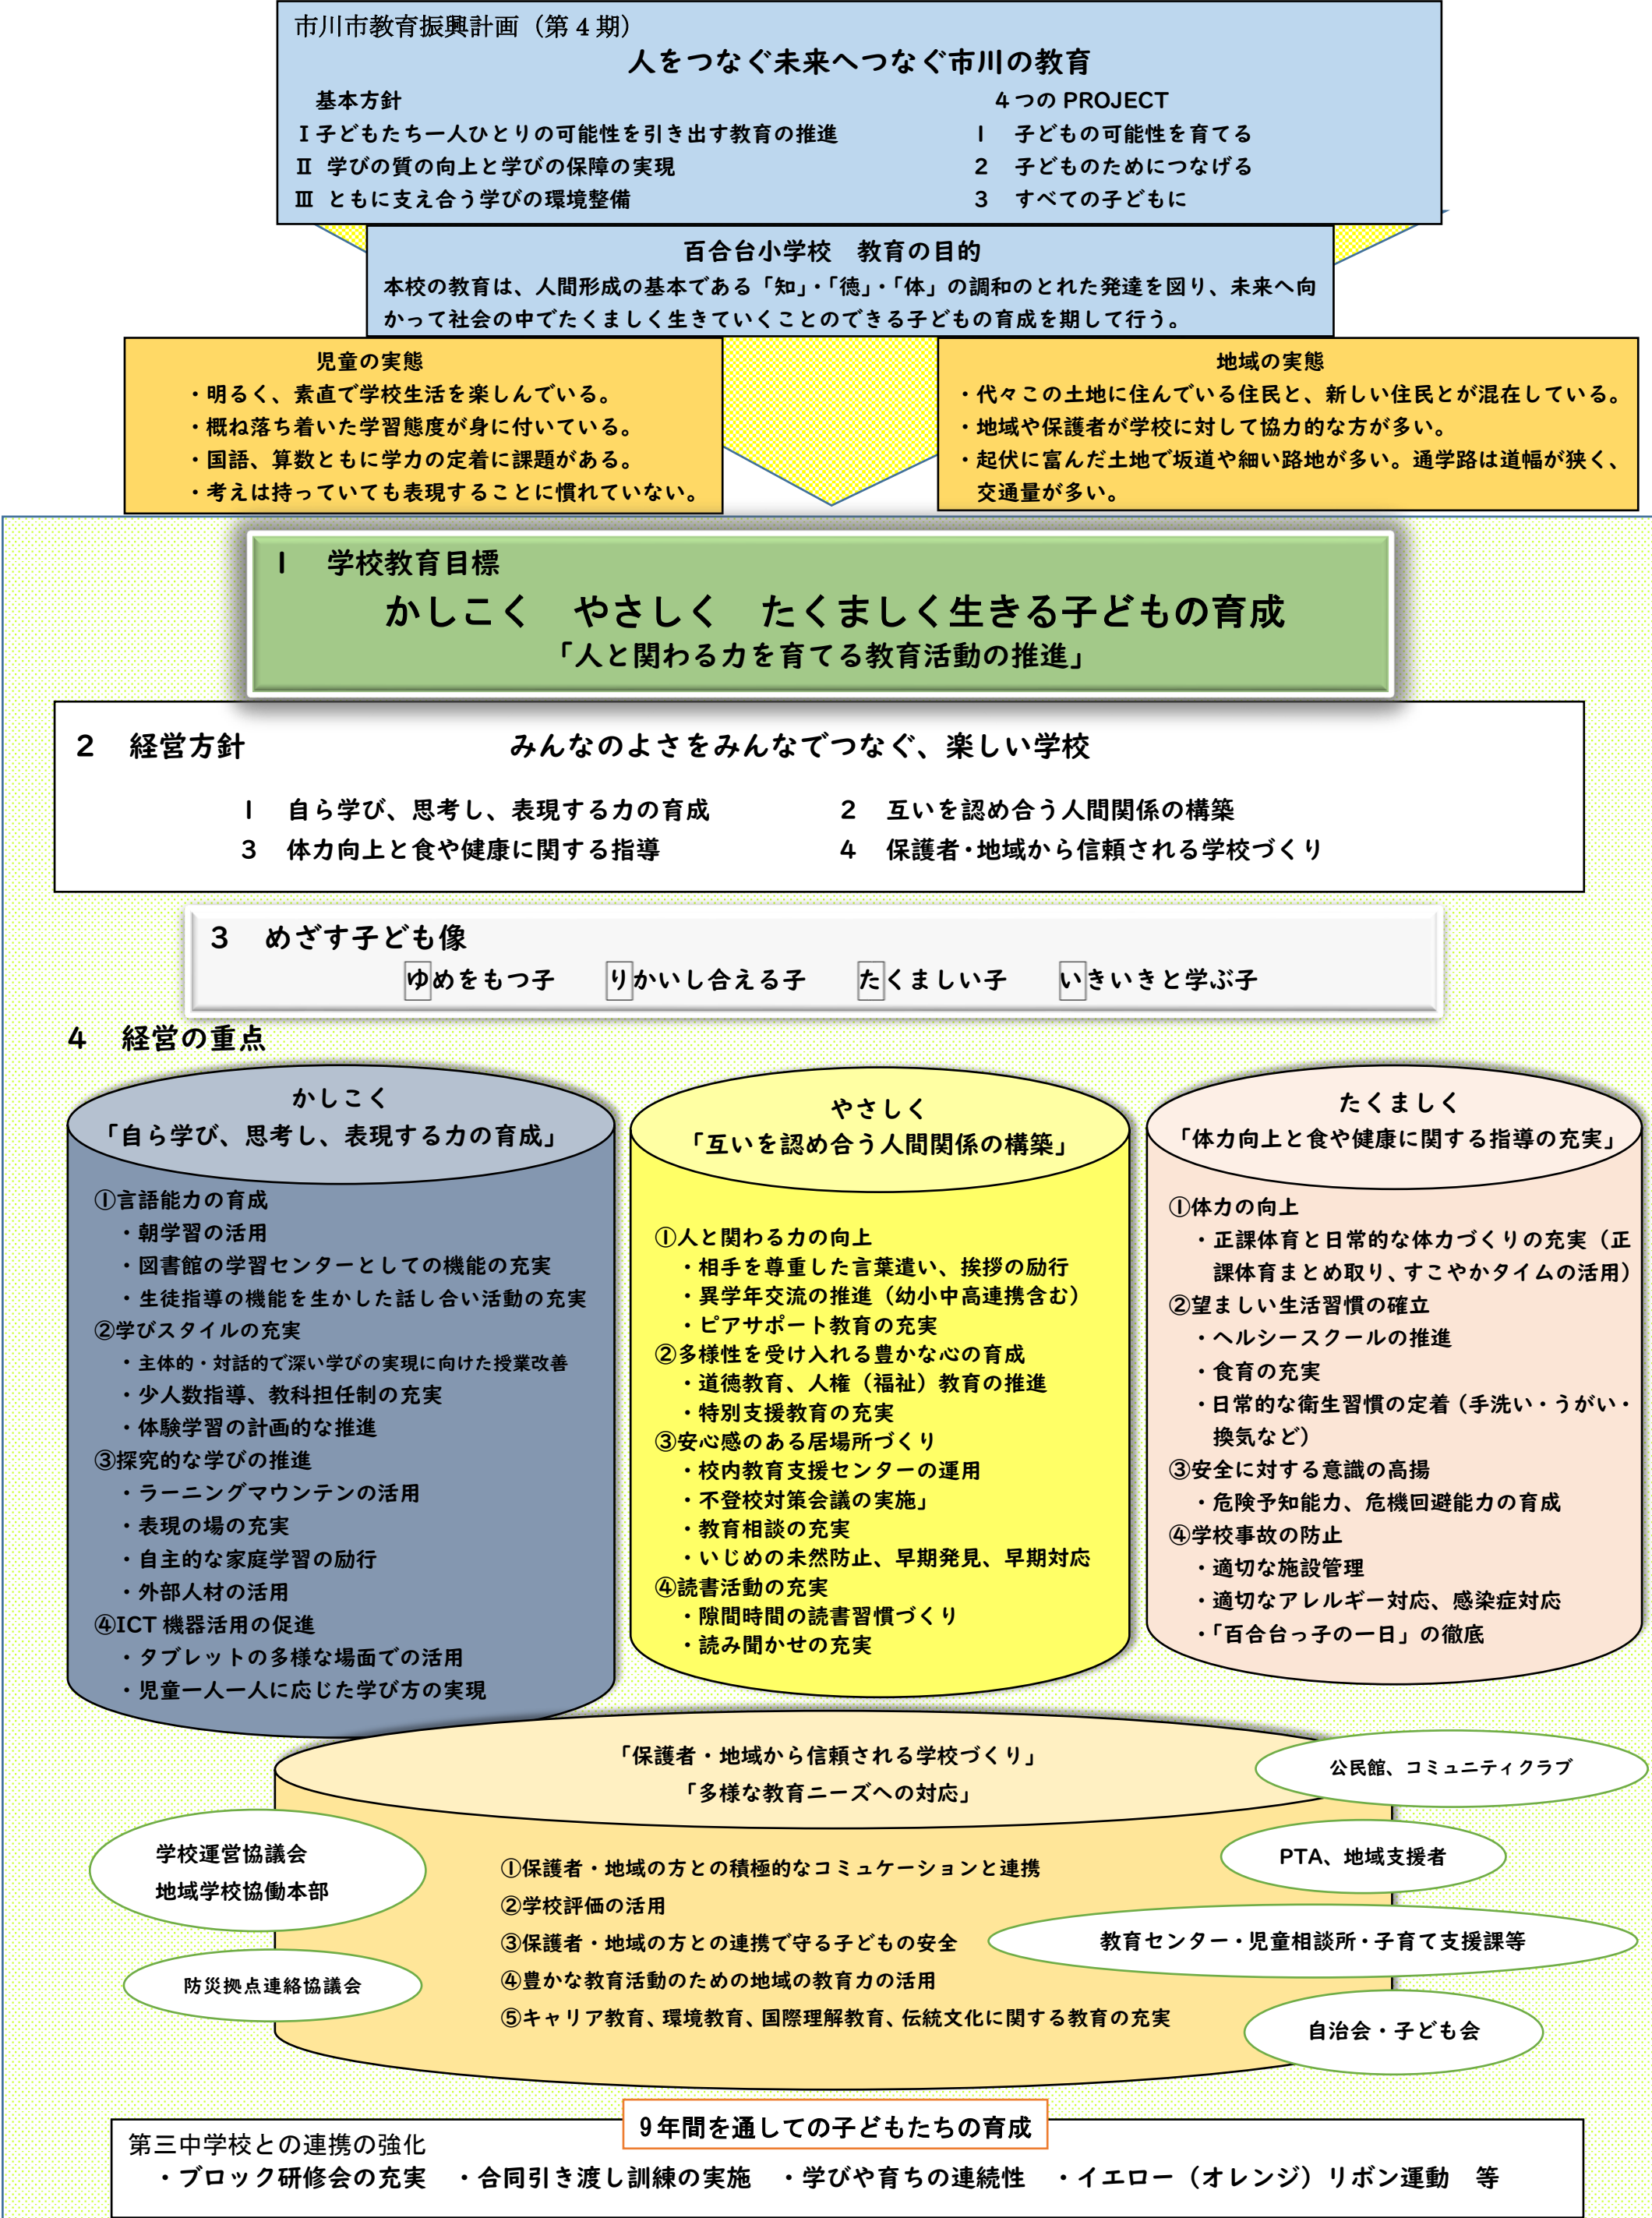 市川市教育振興計画（第４期）
人をつなぐ未来へつなぐ市川の教育
基本方針
Ⅰ子どもたち一人ひとりの可能性を引き出す教育の推進
Ⅱ 学びの質の向上と学びの保障の実現
Ⅲ ともに支え合う学びの環境整備
４つの PROJECT
１　子どもの可能性を育てる
２　子どものためにつなげる
３　すべての子どもに
百合台小学校　教育の目的
本校の教育は、人間形成の基本である「知」・「徳」・「体」の調和のとれた発達を図り、未来へ向
かって社会の中でたくましく生きていくことのできる子どもの育成を期して行う。
児童の実態
・明るく、素直で学校生活を楽しんでいる。
・概ね落ち着いた学習態度が身に付いている。
・国語、算数ともに学力の定着に課題がある。
・考えは持っていても表現することに慣れていない。
地域の実態
・代々この土地に住んでいる住民と、新しい住民とが混在している。
・地域や保護者が学校に対して協力的な方が多い。
・起伏に富んだ土地で坂道や細い路地が多い。通学路は道幅が狭く、
交通量が多い。
１　学校教育目標
かしこく　やさしく　たくましく生きる子どもの育成
「人と関わる力を育てる教育活動の推進」
２　経営方針　みんなのよさをみんなでつなぐ、楽しい学校
１　自ら学び、思考し、表現する力の育成　２　互いを認め合う人間関係の構築
３　体力向上と食や健康に関する指導　４　保護者・地域から信頼される学校づくり
３　めざす子ども像
ゆめをもつ子　りかいし合える子　たくましい子　いきいきと学ぶ子
４　経営の重点
かしこく
「自ら学び、思考し、表現する力の育成」
①言語能力の育成
・朝学習の活用
・図書館の学習センターとしての機能の充実
・生徒指導の機能を生かした話し合い活動の充実
②学びスタイルの充実
・主体的・対話的で深い学びの実現に向けた授業改善
・少人数指導、教科担任制の充実
・体験学習の計画的な推進
③探究的な学びの推進
・ラーニングマウンテンの活用
・表現の場の充実
・自主的な家庭学習の励行
・外部人材の活用
④ICT 機器活用の促進
・タブレットの多様な場面での活用
・児童一人一人に応じた学び方の実現
やさしく
「互いを認め合う人間関係の構築」
①人と関わる力の向上
・相手を尊重した言葉遣い、挨拶の励行
・異学年交流の推進（幼小中高連携含む）
・ピアサポート教育の充実
②多様性を受け入れる豊かな心の育成
・道徳教育、人権（福祉）教育の推進
・特別支援教育の充実
③安心感のある居場所づくり
・校内教育支援センターの運用
・不登校対策会議の実施」
・教育相談の充実
・いじめの未然防止、早期発見、早期対応
④読書活動の充実
・隙間時間の読書習慣づくり
・読み聞かせの充実
たくましく
「体力向上と食や健康に関する指導の充実」
①体力の向上
・正課体育と日常的な体力づくりの充実（正
課体育まとめ取り、すこやかタイムの活用）
②望ましい生活習慣の確立
・ヘルシースクールの推進
・食育の充実
・日常的な衛生習慣の定着（手洗い・うがい・
換気など）
③安全に対する意識の高揚
・危険予知能力、危機回避能力の育成
④学校事故の防止
・適切な施設管理
・適切なアレルギー対応、感染症対応
・「百合台っ子の一日」の徹底
「保護者・地域から信頼される学校づくり」
「多様な教育ニーズへの対応」
①保護者・地域の方との積極的なコミュケーションと連携
②学校評価の活用
③保護者・地域の方との連携で守る子どもの安全
④豊かな教育活動のための地域の教育力の活用
⑤キャリア教育、環境教育、国際理解教育、伝統文化に関する教育の充実
学校運営協議会
地域学校協働本部
防災拠点連絡協議会
公民館、コミュニティクラブ
PTA、地域支援者
教育センター・児童相談所・子育て支援課等
自治会・子ども会
９年間を通しての子どもたちの育成
第三中学校との連携の強化
・ブロック研修会の充実　・合同引き渡し訓練の実施　・学びや育ちの連続性　・イエロー（オレンジ）リボン運動　等